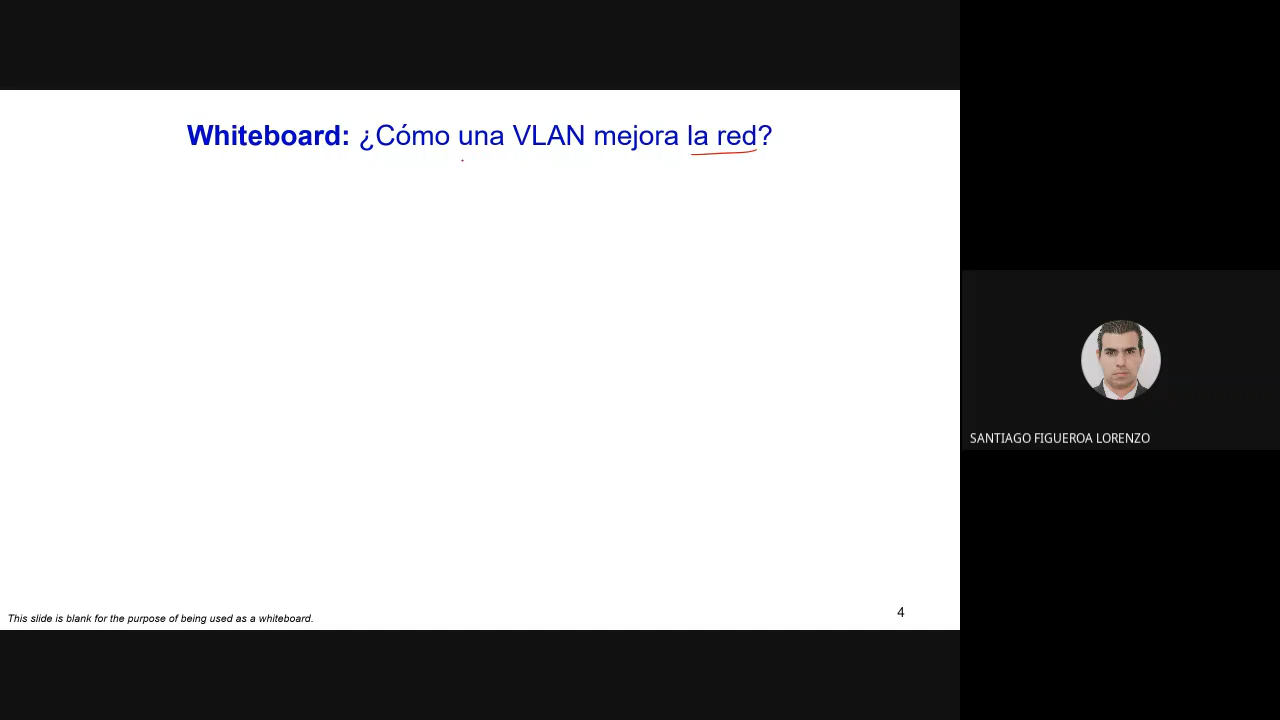 Whiteboard: ¿Cómo una VLAN mejora la red?
SANTIAGO FIGUEROA LORENZO
This slide is blank for the purpose of being used as a whiteboard.
4